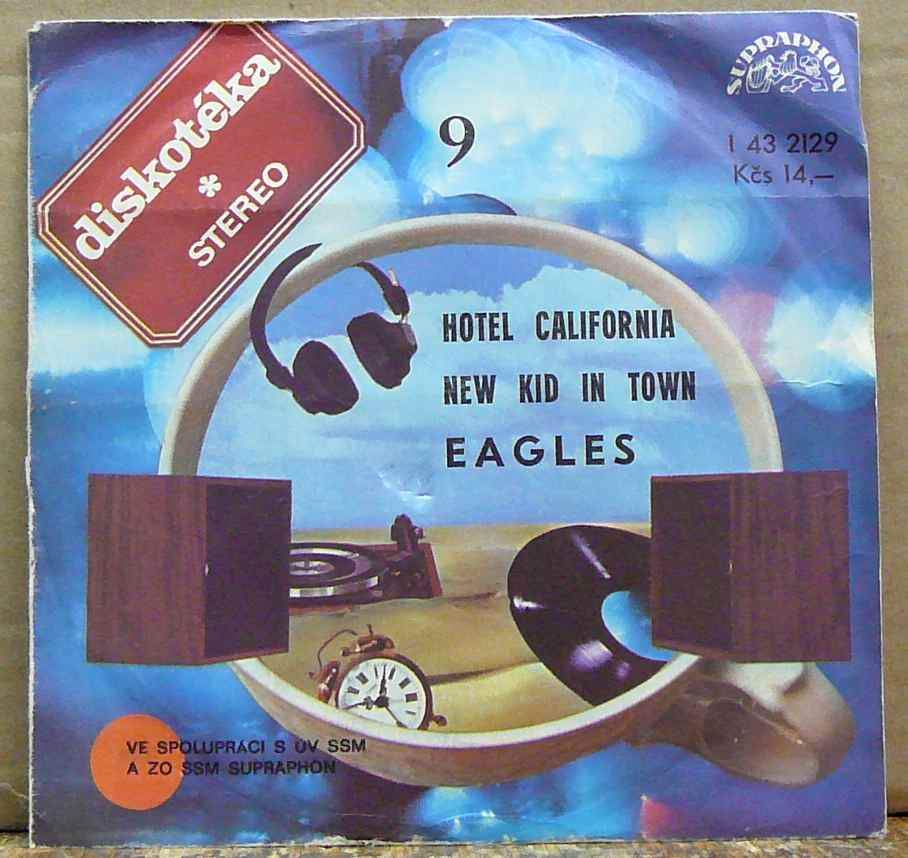 diskotéka
*
STEREO
9
SUPRAPHON
1 43 2129
Kčs 14,—
HOTEL CALIFORNIA
NEW KID IN TOWN
EAGLES
VE SPOLUPRÁCI S ÚV SSM
A ZO SSM SUPRAPHON